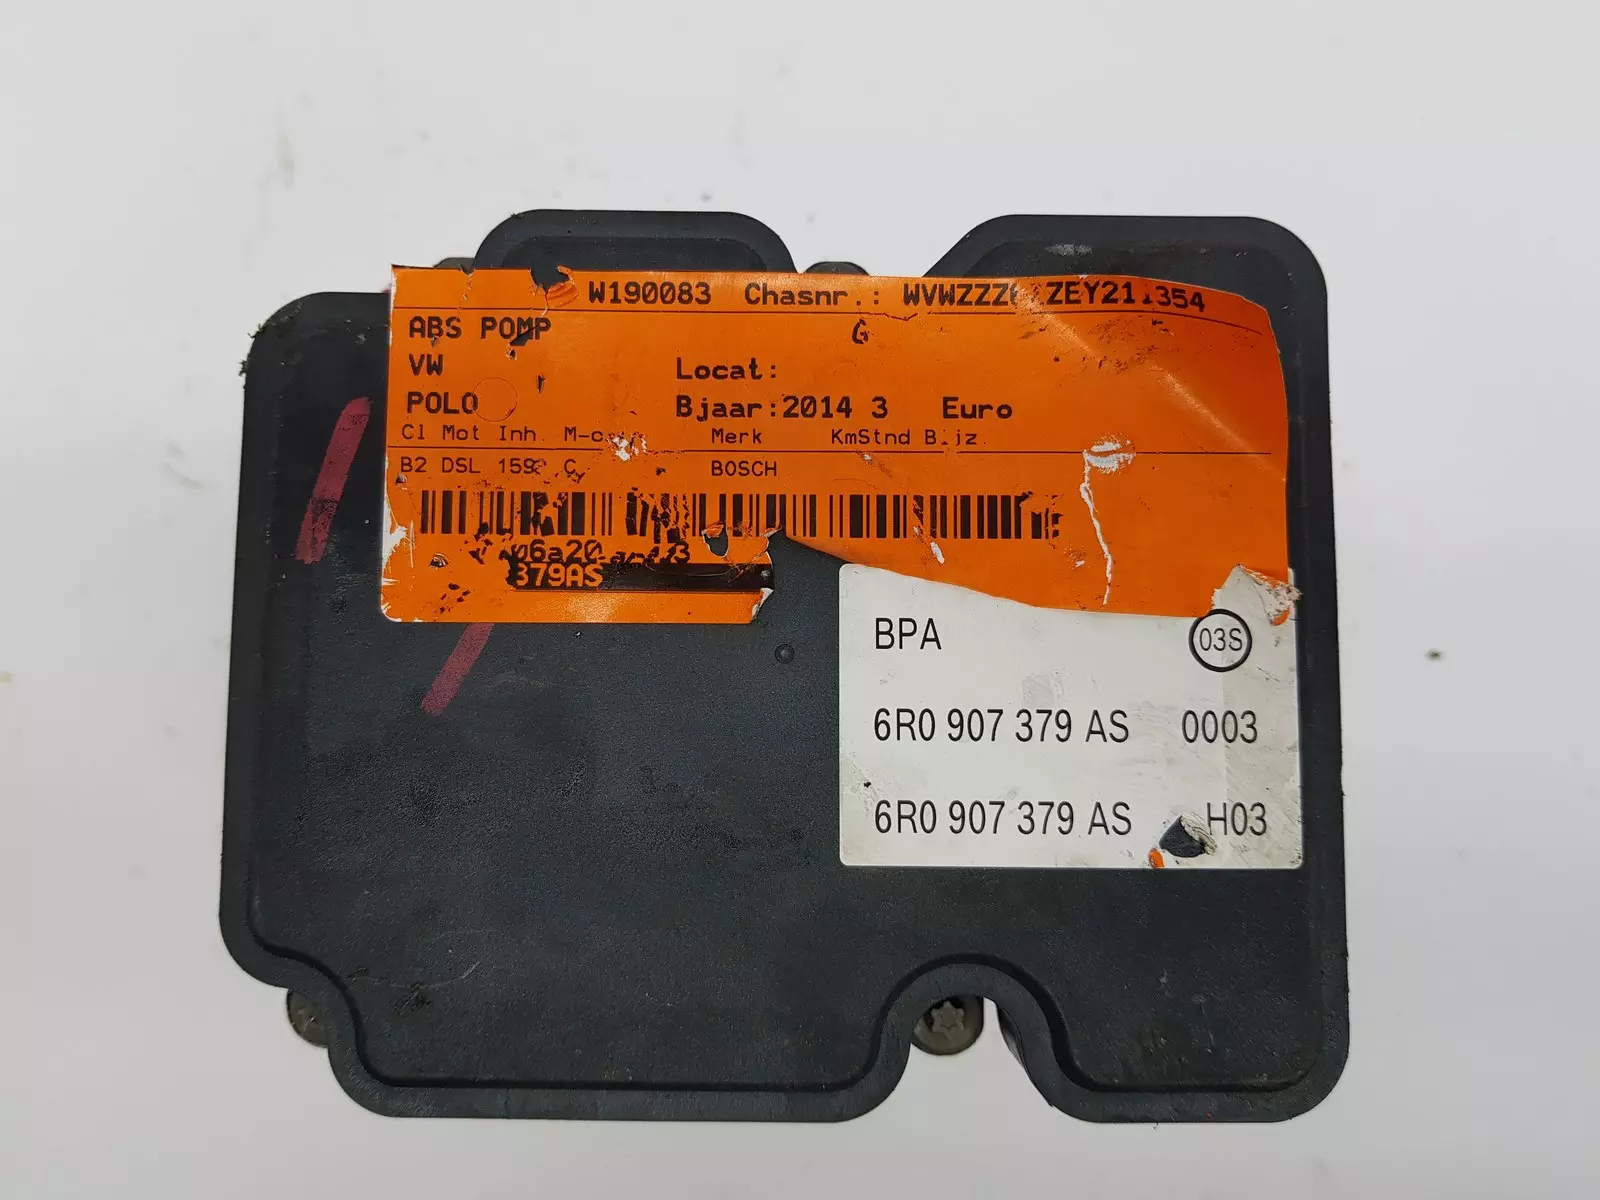 W190083 Chasnr.:
ABS POMP G
VW Locat:
POLO Bjaar:2014 3 Euro
Cl Mot Inh. Merk KmStnd
B2 DSL BOSCH
379AS
BPA 03S
6R0 907 379 AS 0003
6R0 907 379 AS H03